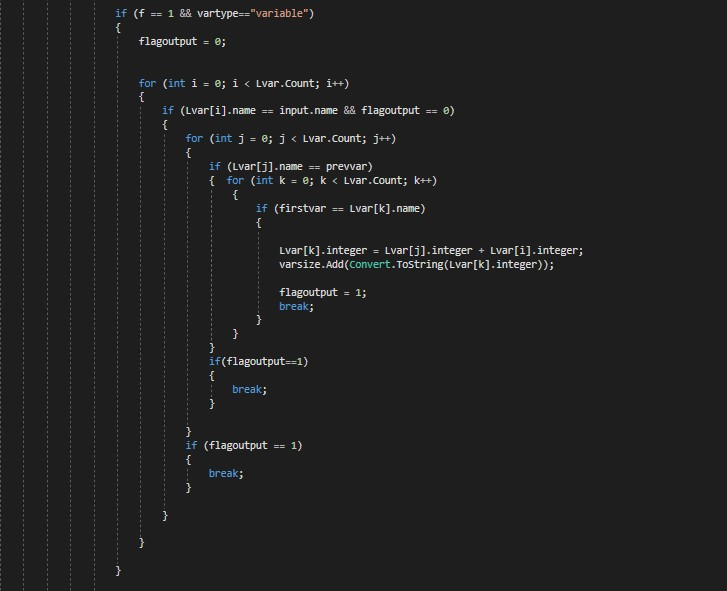 if (f == 1 && vartype=="variable")
{
flagoutput = 0;
for (int i = 0; i < Lvar.Count; i++)
{
if (Lvar[i].name == input.name && flagoutput == 0)
{
for (int j = 0; j < Lvar.Count; j++)
{
if (Lvar[j].name == prevvar)
{ for (int k = 0; k < Lvar.Count; k++)
{
if (firstvar == Lvar[k].name)
{
Lvar[k].integer = Lvar[j].integer + Lvar[i].integer;
varsize.Add(Convert.ToString(Lvar[k].integer));
flagoutput = 1;
break;
}
}
}
if(flagoutput==1)
{
break;
}
}
if (flagoutput == 1)
{
break;
}
}
}
}